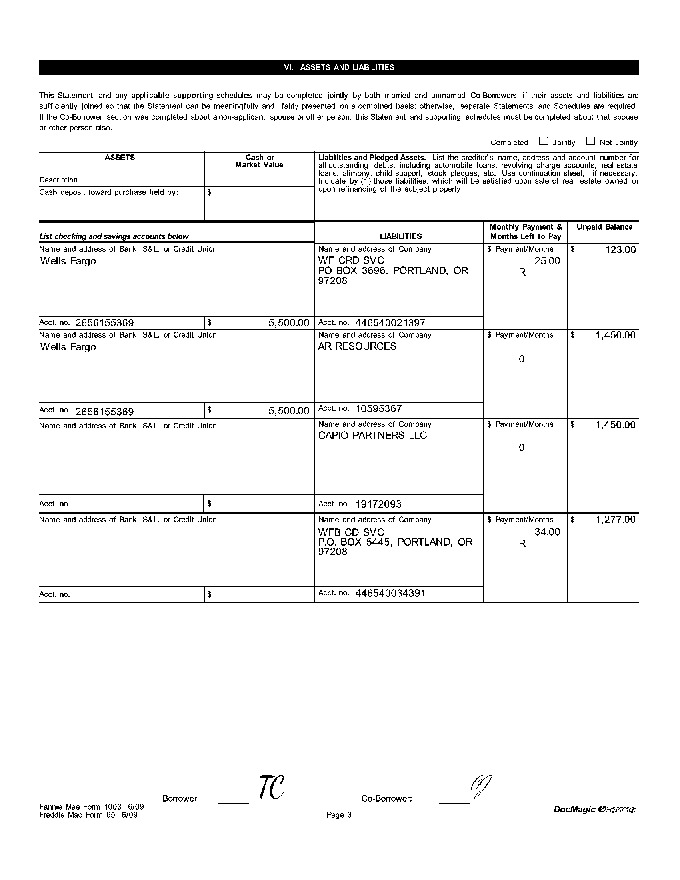 VI. ASSETS AND LIABILITIES
This Statement and any applicable supporting schedules may be completed jointly by both married and unmarried Co-Borrowers if their assets and liabilities are
sufficiently joined so that the Statement can be meaningfully and fairly presented on a combined basis; otherwise, separate Statements and Schedules are required.
If the Co-Borrower section was completed about a non-applicant spouse or other person, this Statement and supporting schedules must be completed about that spouse
or other person also.
Completed Jointly Not Jointly
ASSETS
Cash or
Market Value
Description
Cash deposit toward purchase held by:
$
Liabilities and Pledged Assets. List the creditor's name, address and account number for
all outstanding debts, including automobile loans, revolving charge accounts, real estate
loans, alimony, child support, stock pledges, etc. Use continuation sheet, if necessary.
Indicate by (*) those liabilities, which will be satisfied upon sale of real estate owned or
upon refinancing of the subject property.
List checking and savings accounts below
LIABILITIES
Monthly Payment &
Months Left To Pay
Unpaid Balance
Name and address of Bank, S&L, or Credit Union
Wells Fargo
Acct. no. 2656155369
$ 5,500.00
Name and address of Company
WF CRD SVC
PO BOX 3696, PORTLAND, OR
97208
Acct. no. 446540021397
$ Payment/Months
25.00
R
$ 123.00
Name and address of Bank, S&L, or Credit Union
Wells Fargo
Acct. no. 2656155369
$ 5,500.00
Name and address of Company
AR RESOURCES
Acct. no. 10595367
$ Payment/Months
0
$ 1,450.00
Name and address of Bank, S&L, or Credit Union
Acct. no.
$
Name and address of Company
CAPIO PARTNERS LLC
Acct. no. 19172093
$ Payment/Months
0
$ 1,450.00
Name and address of Bank, S&L, or Credit Union
Acct. no.
$
Name and address of Company
WFB CD SVC
P.O. BOX 5445, PORTLAND, OR
97208
Acct. no. 446540034391
$ Payment/Months
34.00
R
$ 1,277.00
Borrower TC
Co-Borrower:
Fannie Mae Form 1003 6/09
Freddie Mac Form 65 6/09
Page 3
DocMagic